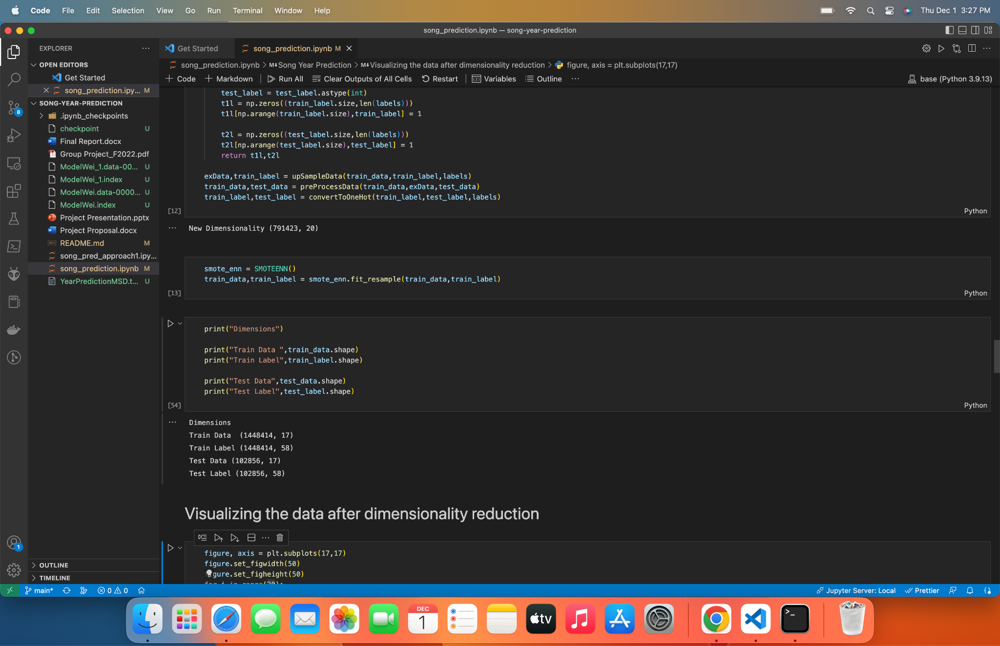 Code File Edit Selection View Go Run Terminal Window Help
Thu Dec 1 3:27 PM
song_prediction.ipynb — song-year-prediction
EXPLORER
Get Started
song_prediction.ipynb M
OPEN EDITORS
Get Started
song_prediction.ipy... M
SONG-YEAR-PREDICTION
.ipynb_checkpoints
checkpoint U
Final Report.docx
Group Project_F2022.pdf
ModelWei_1.data-00... U
ModelWei_1.index U
ModelWei.data-0000... U
ModelWei.index U
Project Presentation.pptx
Project Proposal.docx
README.md M
song_pred_approach1.ipy...
song_prediction.ipynb M
YearPredictionMSD.t... U
8
1
OUTLINE
TIMELINE
song_prediction.ipynb > M↓Song Year Prediction > M↓Visualizing the data after dimensionality reduction > figure, axis = plt.subplots(17,17)
+ Code + Markdown Run All Clear Outputs of All Cells Restart Variables Outline ...
base (Python 3.9.13)
test_label = test_label.astype(int)
t1l = np.zeros((train_label.size,len(labels)))
t1l[np.arange(train_label.size),train_label] = 1
t2l = np.zeros((test_label.size,len(labels)))
t2l[np.arange(test_label.size),test_label] = 1
return t1l,t2l
exData,train_label = upSampleData(train_data,train_label,labels)
train_data,test_data = preProcessData(train_data,exData,test_data)
train_label,test_label = convertToOneHot(train_label,test_label,labels)
[12]
Python
New Dimensionality (791423, 20)
smote_enn = SMOTEENN()
train_data,train_label = smote_enn.fit_resample(train_data,train_label)
[13]
Python
print("Dimensions")
print("Train Data ",train_data.shape)
print("Train Label",train_label.shape)
print("Test Data",test_data.shape)
print("Test Label",test_label.shape)
[54]
Python
Dimensions
Train Data  (1448414, 17)
Train Label (1448414, 58)
Test Data (102856, 17)
Test Label (102856, 58)
Visualizing the data after dimensionality reduction
figure, axis = plt.subplots(17,17)
figure.set_figwidth(50)
gure.set_figheight(50)
for i in range(20):
main* 0 0
Jupyter Server: Local Prettier
DEC
1
tv